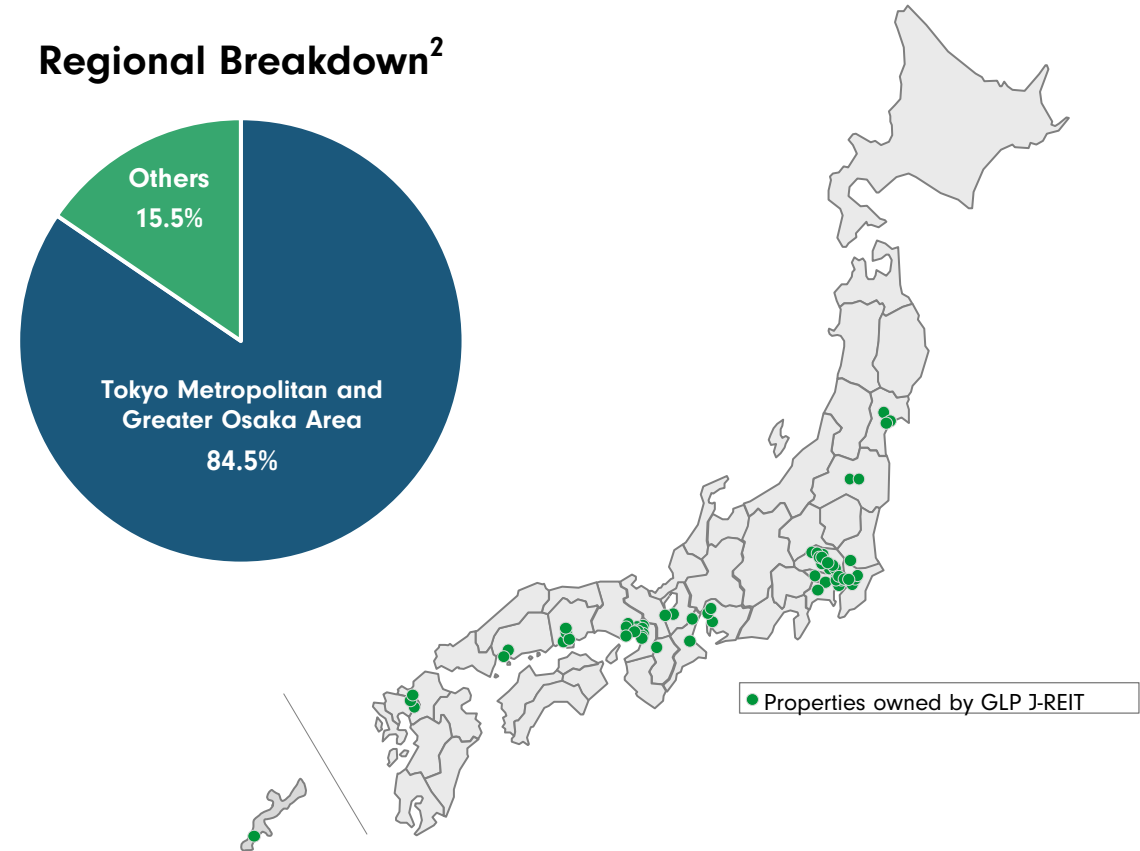 Regional Breakdown2
Others
15.5%
Tokyo Metropolitan and
Greater Osaka Area
84.5%
Properties owned by GLP J-REIT